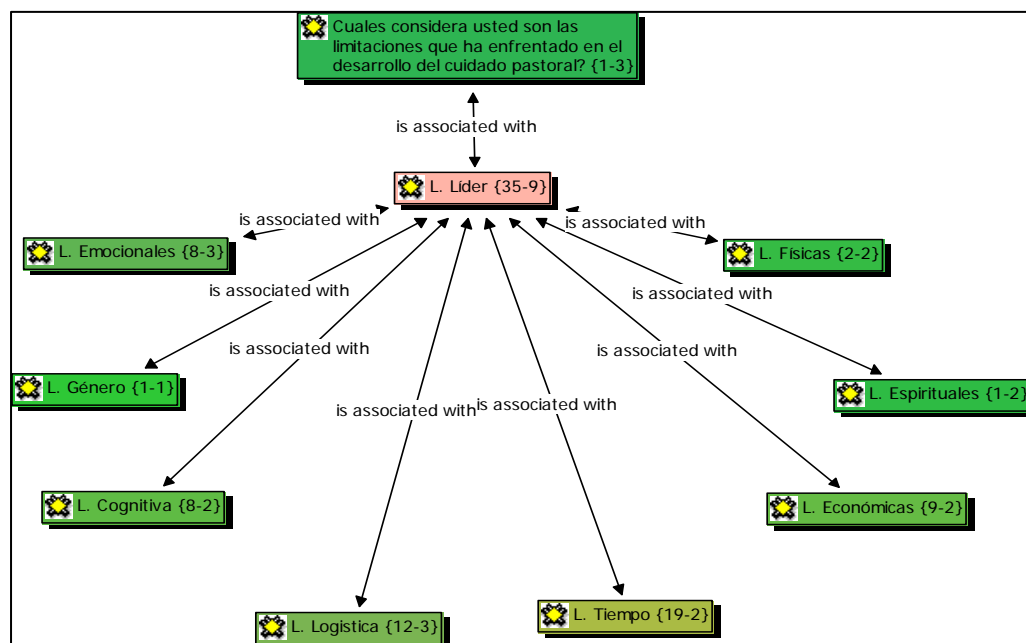 Cuales considera usted son las
limitaciones que ha enfrentado en el
desarrollo del cuidado pastoral? {1-3}
is associated with
L. Líder {35-9}
is associated with
is associated with
L. Emocionales {8-3}
L. Físicas {2-2}
is associated with
is associated with
is associated with
is associated with
L. Género {1-1}
L. Espirituales {1-2}
is associated with
is associated with
L. Cognitiva {8-2}
L. Económicas {9-2}
L. Logistica {12-3}
L. Tiempo {19-2}